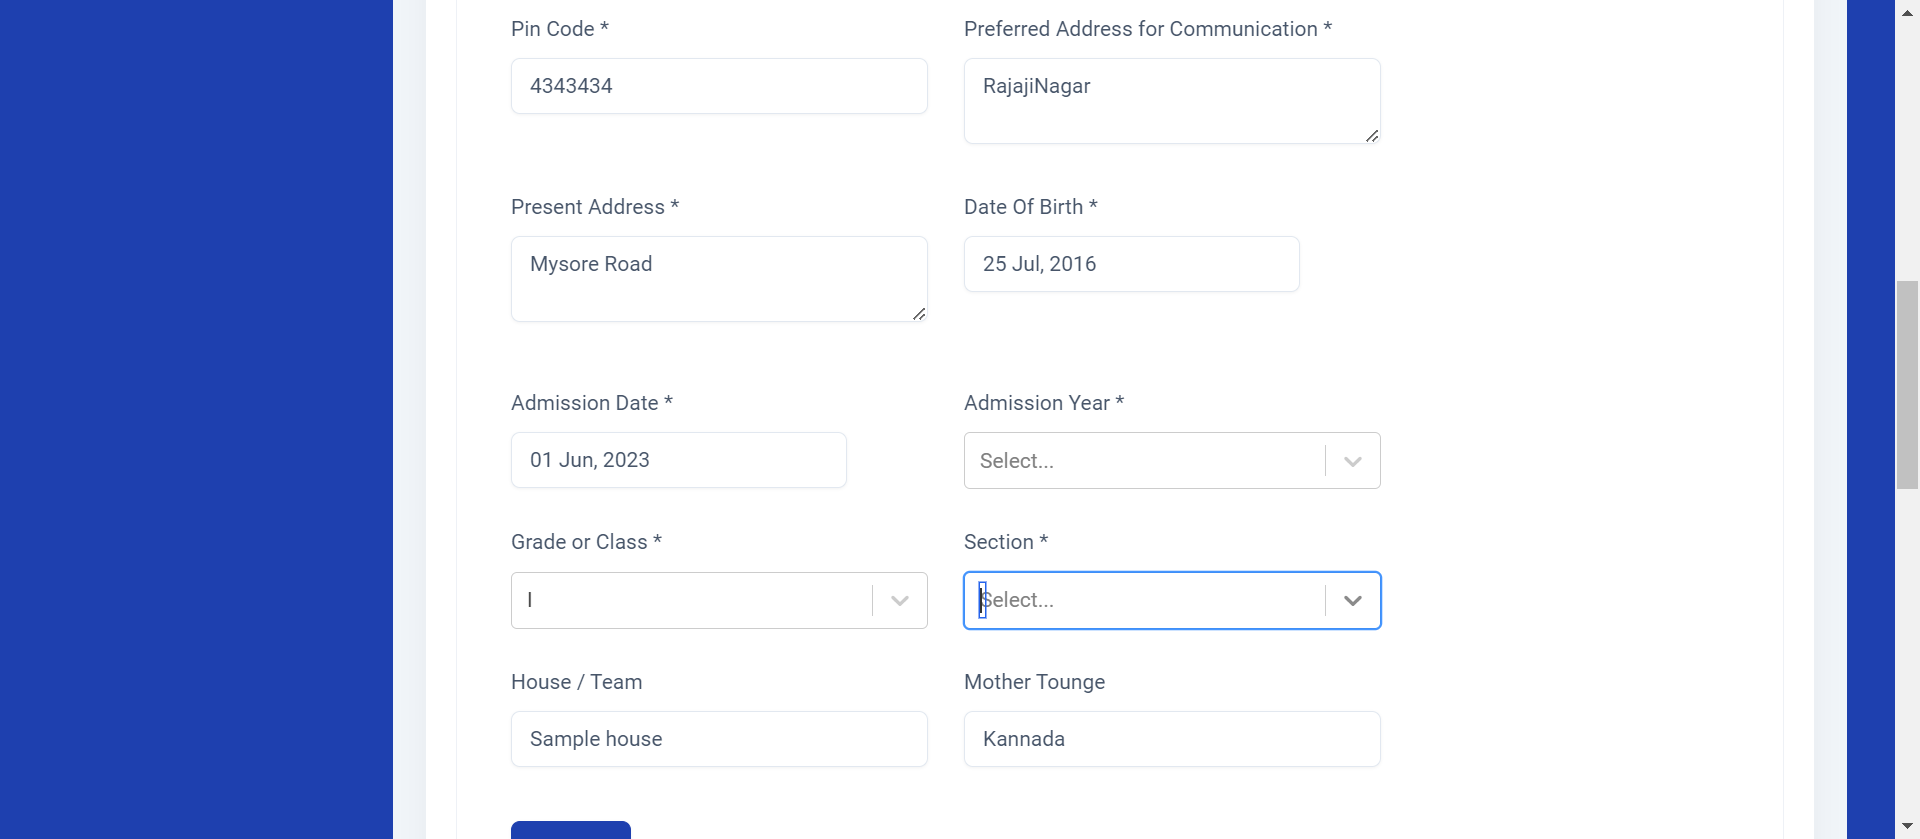 Pin Code *
Preferred Address for Communication *
4343434
RajajiNagar
Present Address *
Date Of Birth *
Mysore Road
25 Jul, 2016
Admission Date *
Admission Year *
01 Jun, 2023
Select...
Grade or Class *
Section *
I
Select...
House / Team
Mother Tounge
Sample house
Kannada